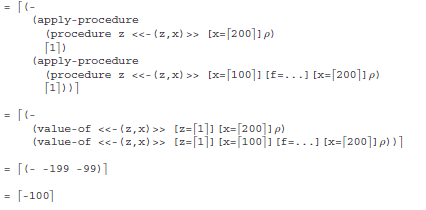 = ⌈(-
(apply-procedure
(procedure z <<-(z,x)>> [x=⌈200⌉]ρ)
⌈1⌉)
(apply-procedure
(procedure z <<-(z,x)>> [x=⌈100⌉][f=...][x=⌈200⌉]ρ)
⌈1⌉))⌉
= ⌈(-
(value-of <<-(z,x)>> [z=⌈1⌉][x=⌈200⌉]ρ)
(value-of <<-(z,x)>> [z=⌈1⌉][x=⌈100⌉][f=...][x=⌈200⌉]ρ))⌉
= ⌈(- -199 -99)⌉
= ⌈-100⌉